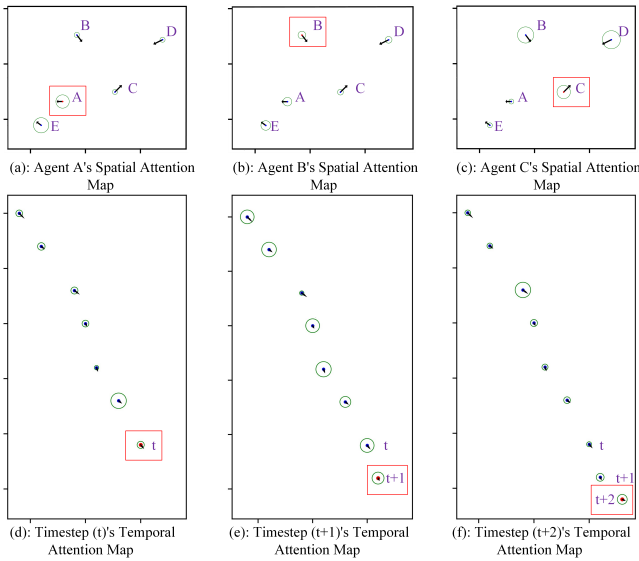 B
D
A
C
E
(a): Agent A's Spatial Attention
Map
B
D
A
C
E
(b): Agent B's Spatial Attention
Map
B
D
A
C
E
(c): Agent C's Spatial Attention
Map
t
(d): Timestep (t)'s Temporal
Attention Map
t
t+1
(e): Timestep (t+1)'s Temporal
Attention Map
t
t+1
t+2
(f): Timestep (t+2)'s Temporal
Attention Map